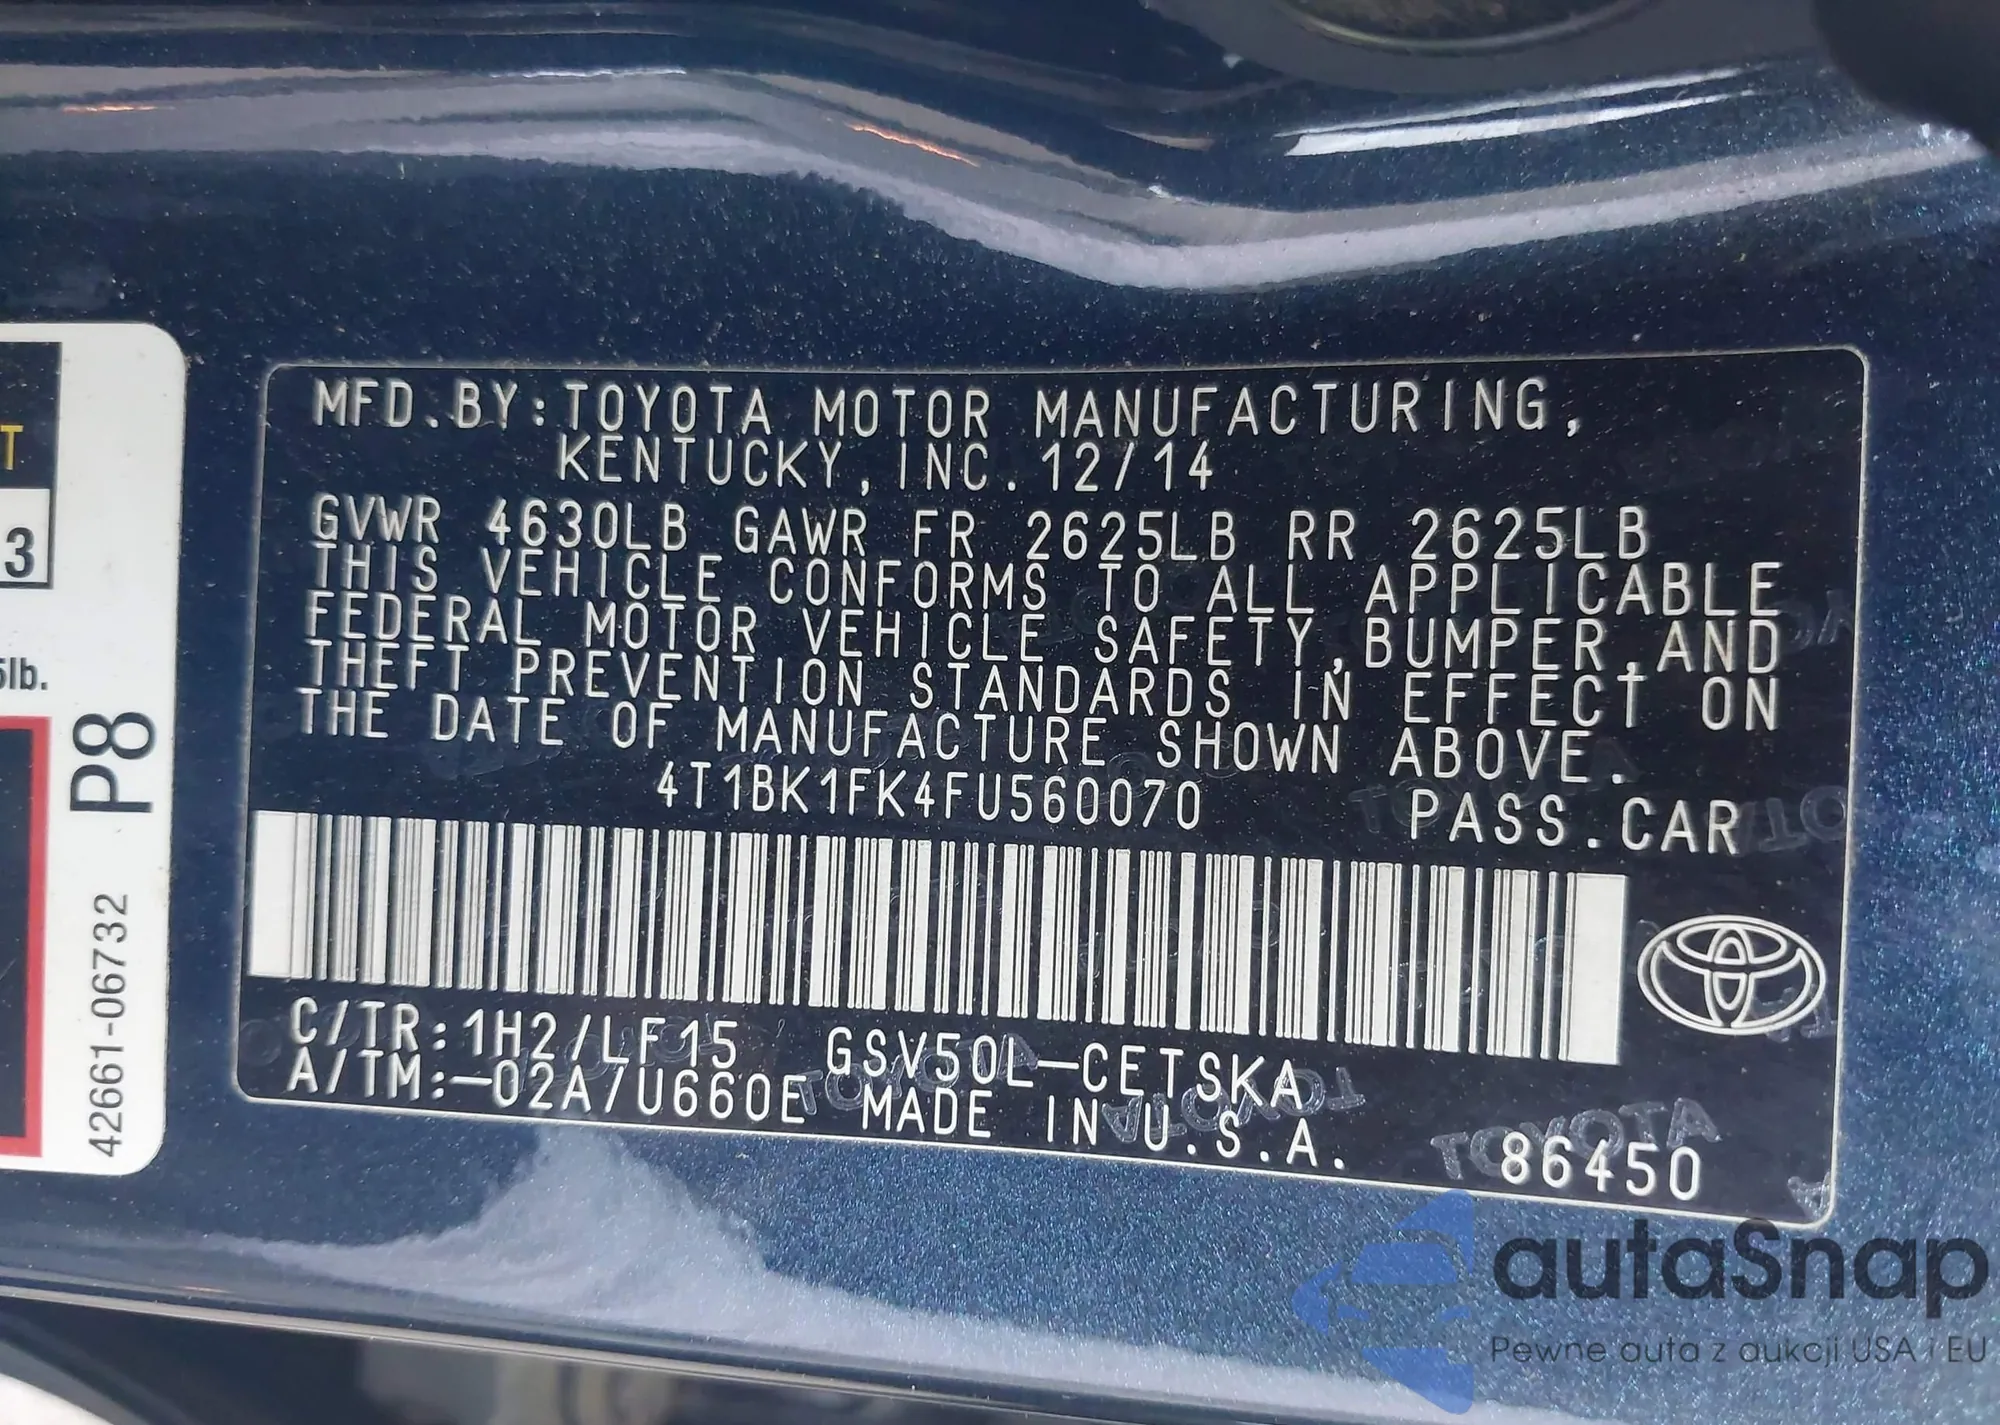 MFD.BY:TOYOTA MOTOR MANUFACTURING,
KENTUCKY,INC. 12/14
GVWR 4630LB GAWR FR 2625LB RR 2625LB
THIS VEHICLE CONFORMS TO ALL APPLICABLE
FEDERAL MOTOR VEHICLE SAFETY,BUMPER,AND
THEFT PREVENTION STANDARDS IN EFFECT ON
THE DATE OF MANUFACTURE SHOWN ABOVE.
4T1BK1FK4FU560070 PASS.CAR
C/TR:1H2/LF15 GSV50L-CETSKA
A/TM:-02A/U660E MADE IN U.S.A.
86450
T
3
5lb.
P8
42661-06732
autaSnap
Pewne auta z aukcji USA i EU